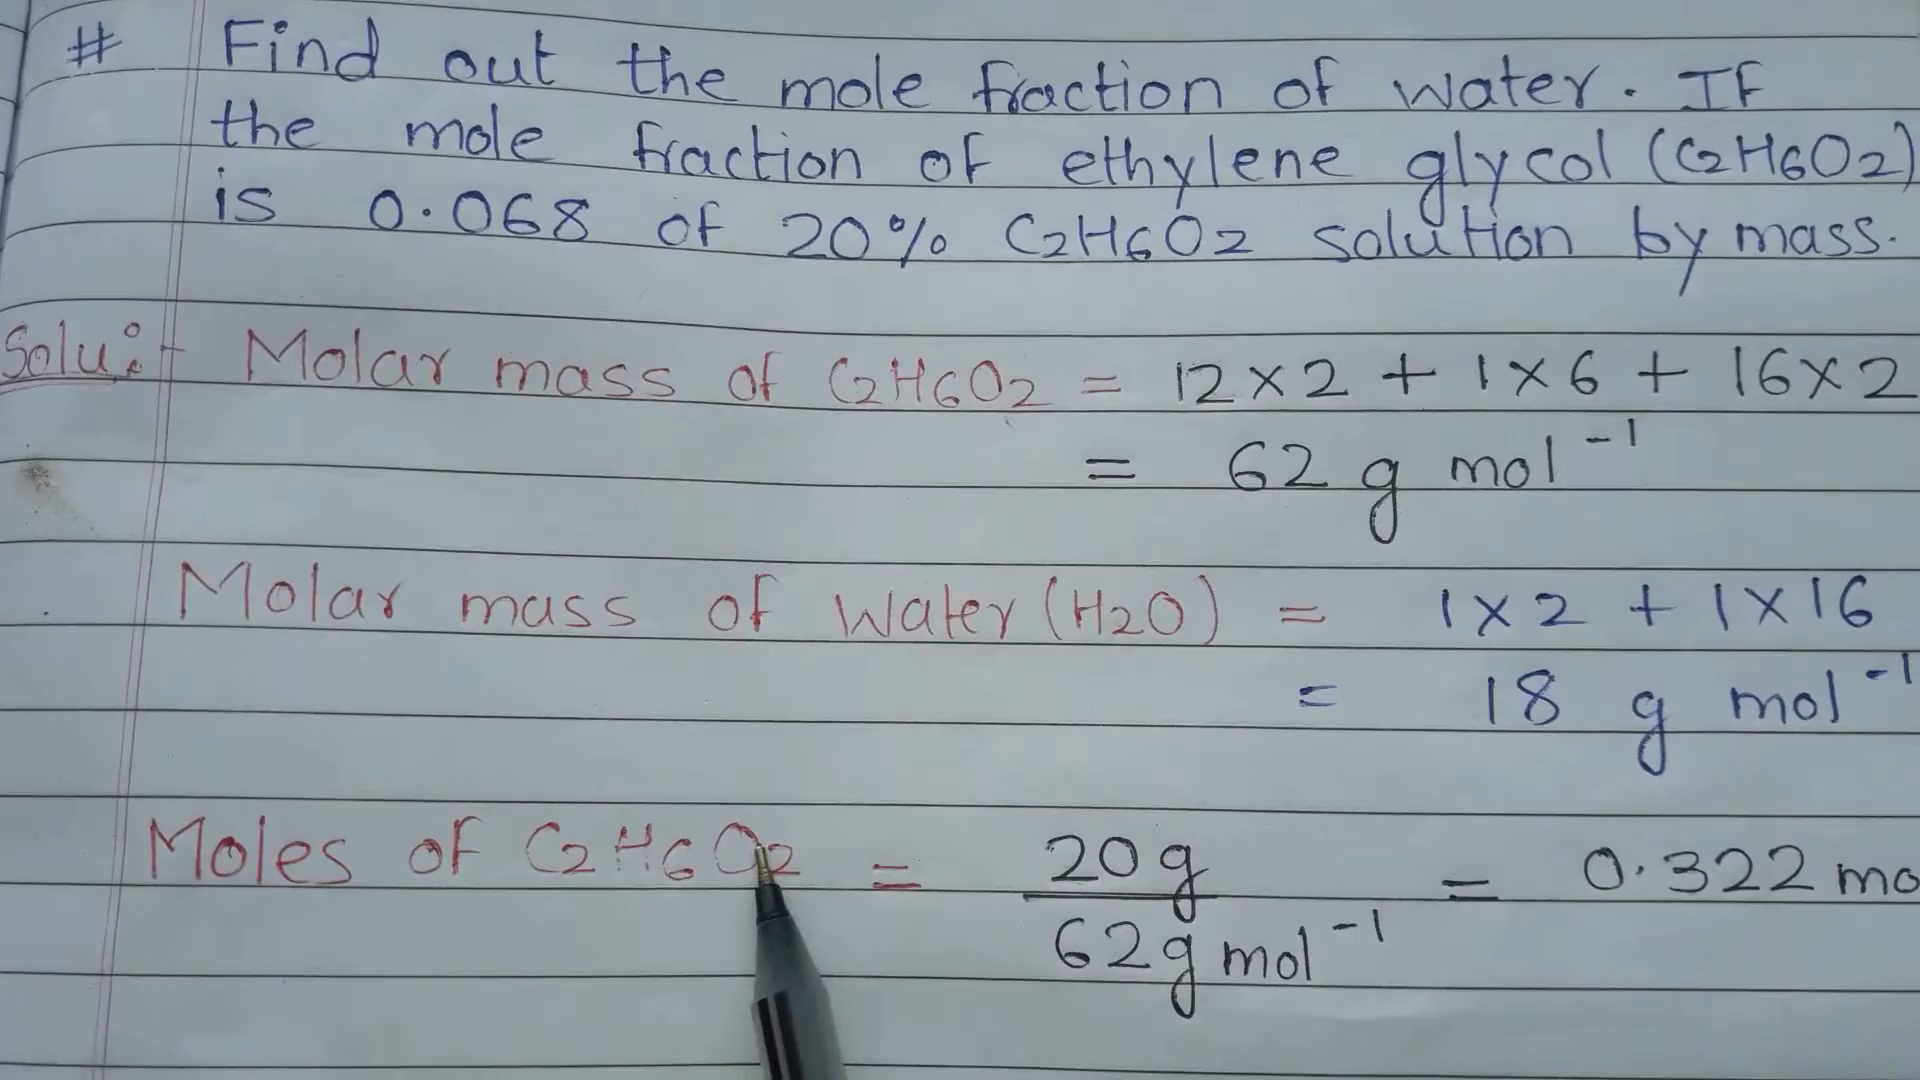 # Find out the mole fraction of water. If
the mole fraction of ethylene glycol (C2H6O2)
is 0.068 of 20% C2H6O2 solution by mass.
Solu:- Molar mass of C2H6O2 = 12 x 2 + 1 x 6 + 16 x 2
= 62 g mol⁻¹
Molar mass of Water (H2O) = 1 x 2 + 1 x 16
= 18 g mol⁻¹
Moles of C2H6O2 = 20g / 62g mol⁻¹ = 0.322 mo